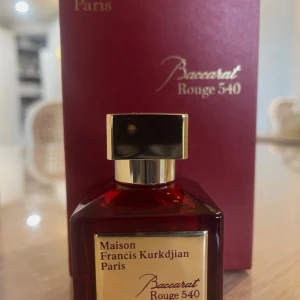 Paris
Baccarat
Rouge 540
Maison
Francis Kurkdjian
Paris
Baccarat
Rouge 540